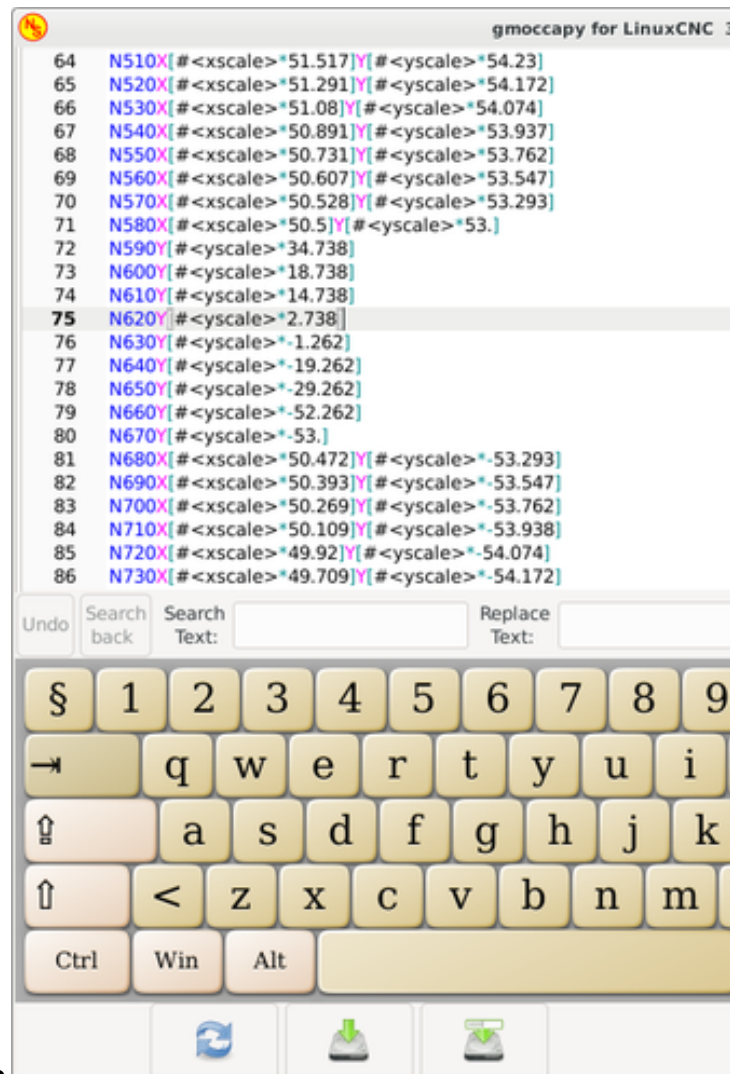 NS
gmoccapy for LinuxCNC
64 N510X[#<xscale>*51.517]Y[#<yscale>*54.23]
65 N520X[#<xscale>*51.291]Y[#<yscale>*54.172]
66 N530X[#<xscale>*51.08]Y[#<yscale>*54.074]
67 N540X[#<xscale>*50.891]Y[#<yscale>*53.937]
68 N550X[#<xscale>*50.731]Y[#<yscale>*53.762]
69 N560X[#<xscale>*50.607]Y[#<yscale>*53.547]
70 N570X[#<xscale>*50.528]Y[#<yscale>*53.293]
71 N580X[#<xscale>*50.5]Y[#<yscale>*53.]
72 N590Y[#<yscale>*34.738]
73 N600Y[#<yscale>*18.738]
74 N610Y[#<yscale>*14.738]
75 N620Y[#<yscale>*2.738]
76 N630Y[#<yscale>*-1.262]
77 N640Y[#<yscale>*-19.262]
78 N650Y[#<yscale>*-29.262]
79 N660Y[#<yscale>*-52.262]
80 N670Y[#<yscale>*-53.]
81 N680X[#<xscale>*50.472]Y[#<yscale>*-53.293]
82 N690X[#<xscale>*50.393]Y[#<yscale>*-53.547]
83 N700X[#<xscale>*50.269]Y[#<yscale>*-53.762]
84 N710X[#<xscale>*50.109]Y[#<yscale>*-53.938]
85 N720X[#<xscale>*49.92]Y[#<yscale>*-54.074]
86 N730X[#<xscale>*49.709]Y[#<yscale>*-54.172]
Undo
Search
back
Search
Text:
Replace
Text:
§ 1 2 3 4 5 6 7 8 9
⇥ q w e r t y u i
⇪ a s d f g h j k
⇧ < z x c v b n m
Ctrl Win Alt